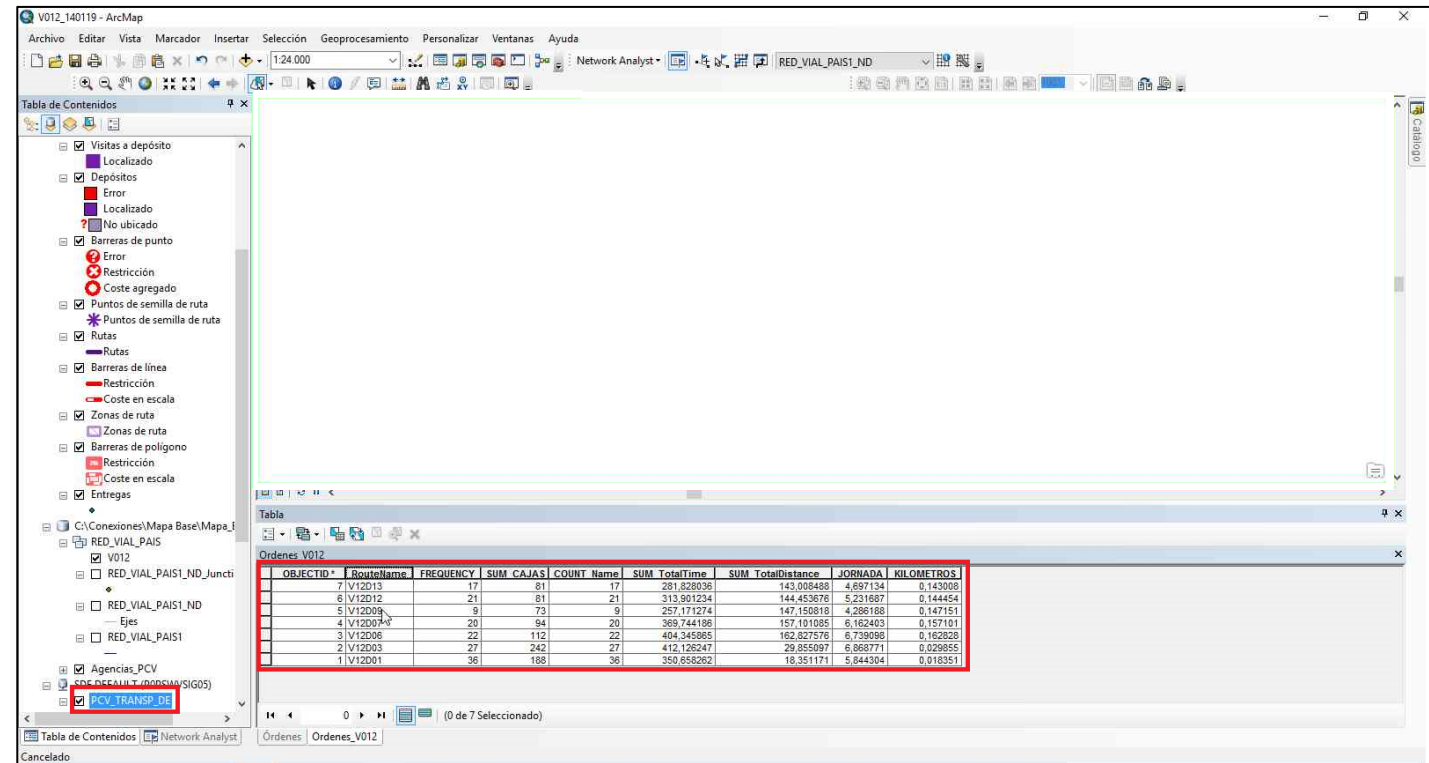 V012_140119 - ArcMap
Archivo Editar Vista Marcador Insertar Selección Geoprocesamiento Personalizar Ventanas Ayuda
1:24.000 Network Analyst RED_VIAL_PAIS1_ND
Tabla de Contenidos
Catálogo
Visitas a depósito
Localizado
Depósitos
Error
Localizado
No ubicado
Barreras de punto
Error
Restricción
Coste agregado
Puntos de semilla de ruta
Puntos de semilla de ruta
Rutas
Rutas
Barreras de línea
Restricción
Coste en escala
Zonas de ruta
Zonas de ruta
Barreras de polígono
Restricción
Coste en escala
Entregas
C:\Conexiones\Mapa Base\Mapa_E
RED_VIAL_PAIS
V012
RED_VIAL_PAIS1_ND_Juncti
RED_VIAL_PAIS1_ND
Ejes
RED_VIAL_PAIS1
Agencias_PCV
PCV_TRANSP_DE
Tabla de Contenidos Network Analyst
Cancelado
Tabla
Ordenes_V012
OBJECTID * RouteName FREQUENCY SUM_CAJAS COUNT_Name SUM_TotalTime SUM_TotalDistance JORNADA KILOMETROS
7 V12D13 17 81 17 281,828036 143,008488 4,697134 0,143008
6 V12D12 21 81 21 313,901234 144,453676 5,231687 0,144454
5 V12D09 9 73 9 257,171274 147,150818 4,286188 0,147151
4 V12D07 20 94 20 369,744186 157,101085 6,162403 0,157101
3 V12D06 22 112 22 404,345865 162,827576 6,739098 0,162828
2 V12D03 27 242 27 412,126247 29,855097 6,868771 0,029855
1 V12D01 36 188 36 350,658262 18,351171 5,844304 0,018351
0 (0 de 7 Seleccionado)
Órdenes Ordenes_V012